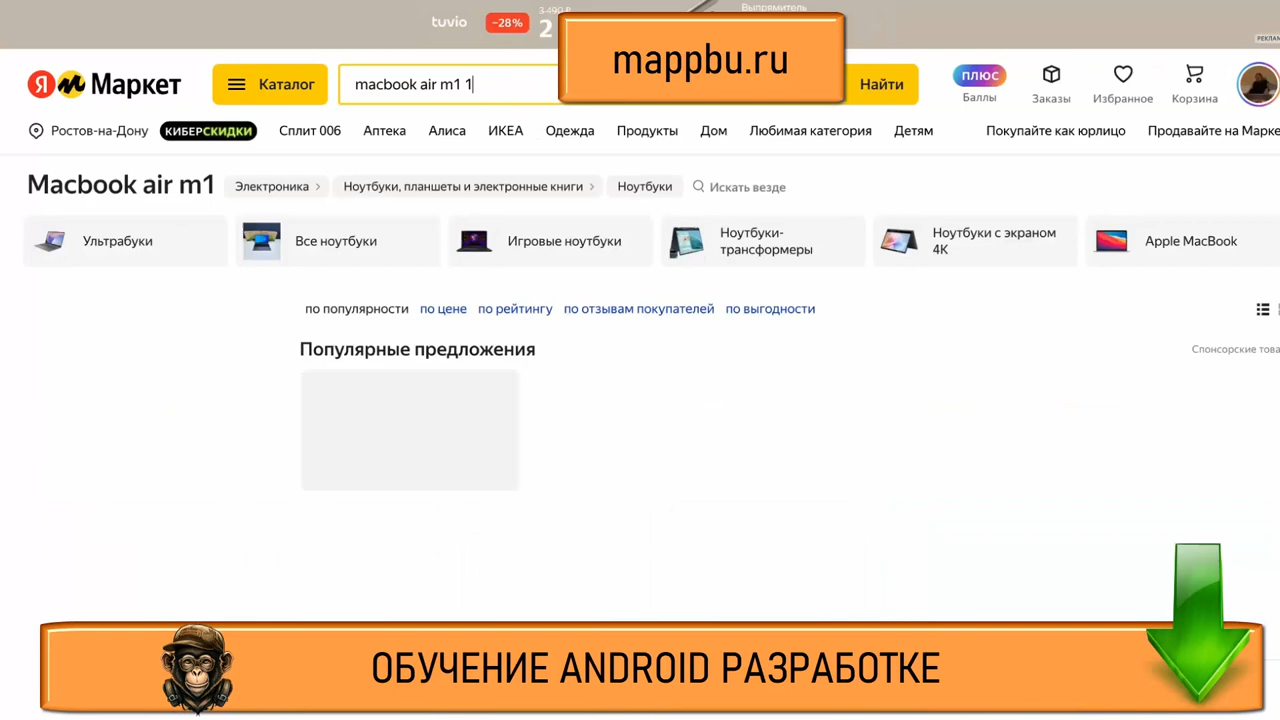 tuvio
-28%
3 490 ₽
2
Выпрямитель
mappbu.ru
Я М Маркет
Каталог
macbook air m1 1
Найти
плюс
Баллы
Заказы
Избранное
Корзина
Ростов-на-Дону
КИБЕРСКИДКИ
Сплит 006
Аптека
Алиса
ИКЕА
Одежда
Продукты
Дом
Любимая категория
Детям
Покупайте как юрлицо
Продавайте на Марке
Macbook air m1
Электроника
Ноутбуки, планшеты и электронные книги
Ноутбуки
Искать везде
Ультрабуки
Все ноутбуки
Игровые ноутбуки
Ноутбуки-
трансформеры
Ноутбуки с экраном
4K
Apple MacBook
по популярности
по цене
по рейтингу
по отзывам покупателей
по выгодности
Популярные предложения
Спонсорские това
ОБУЧЕНИЕ ANDROID РАЗРАБОТКЕ